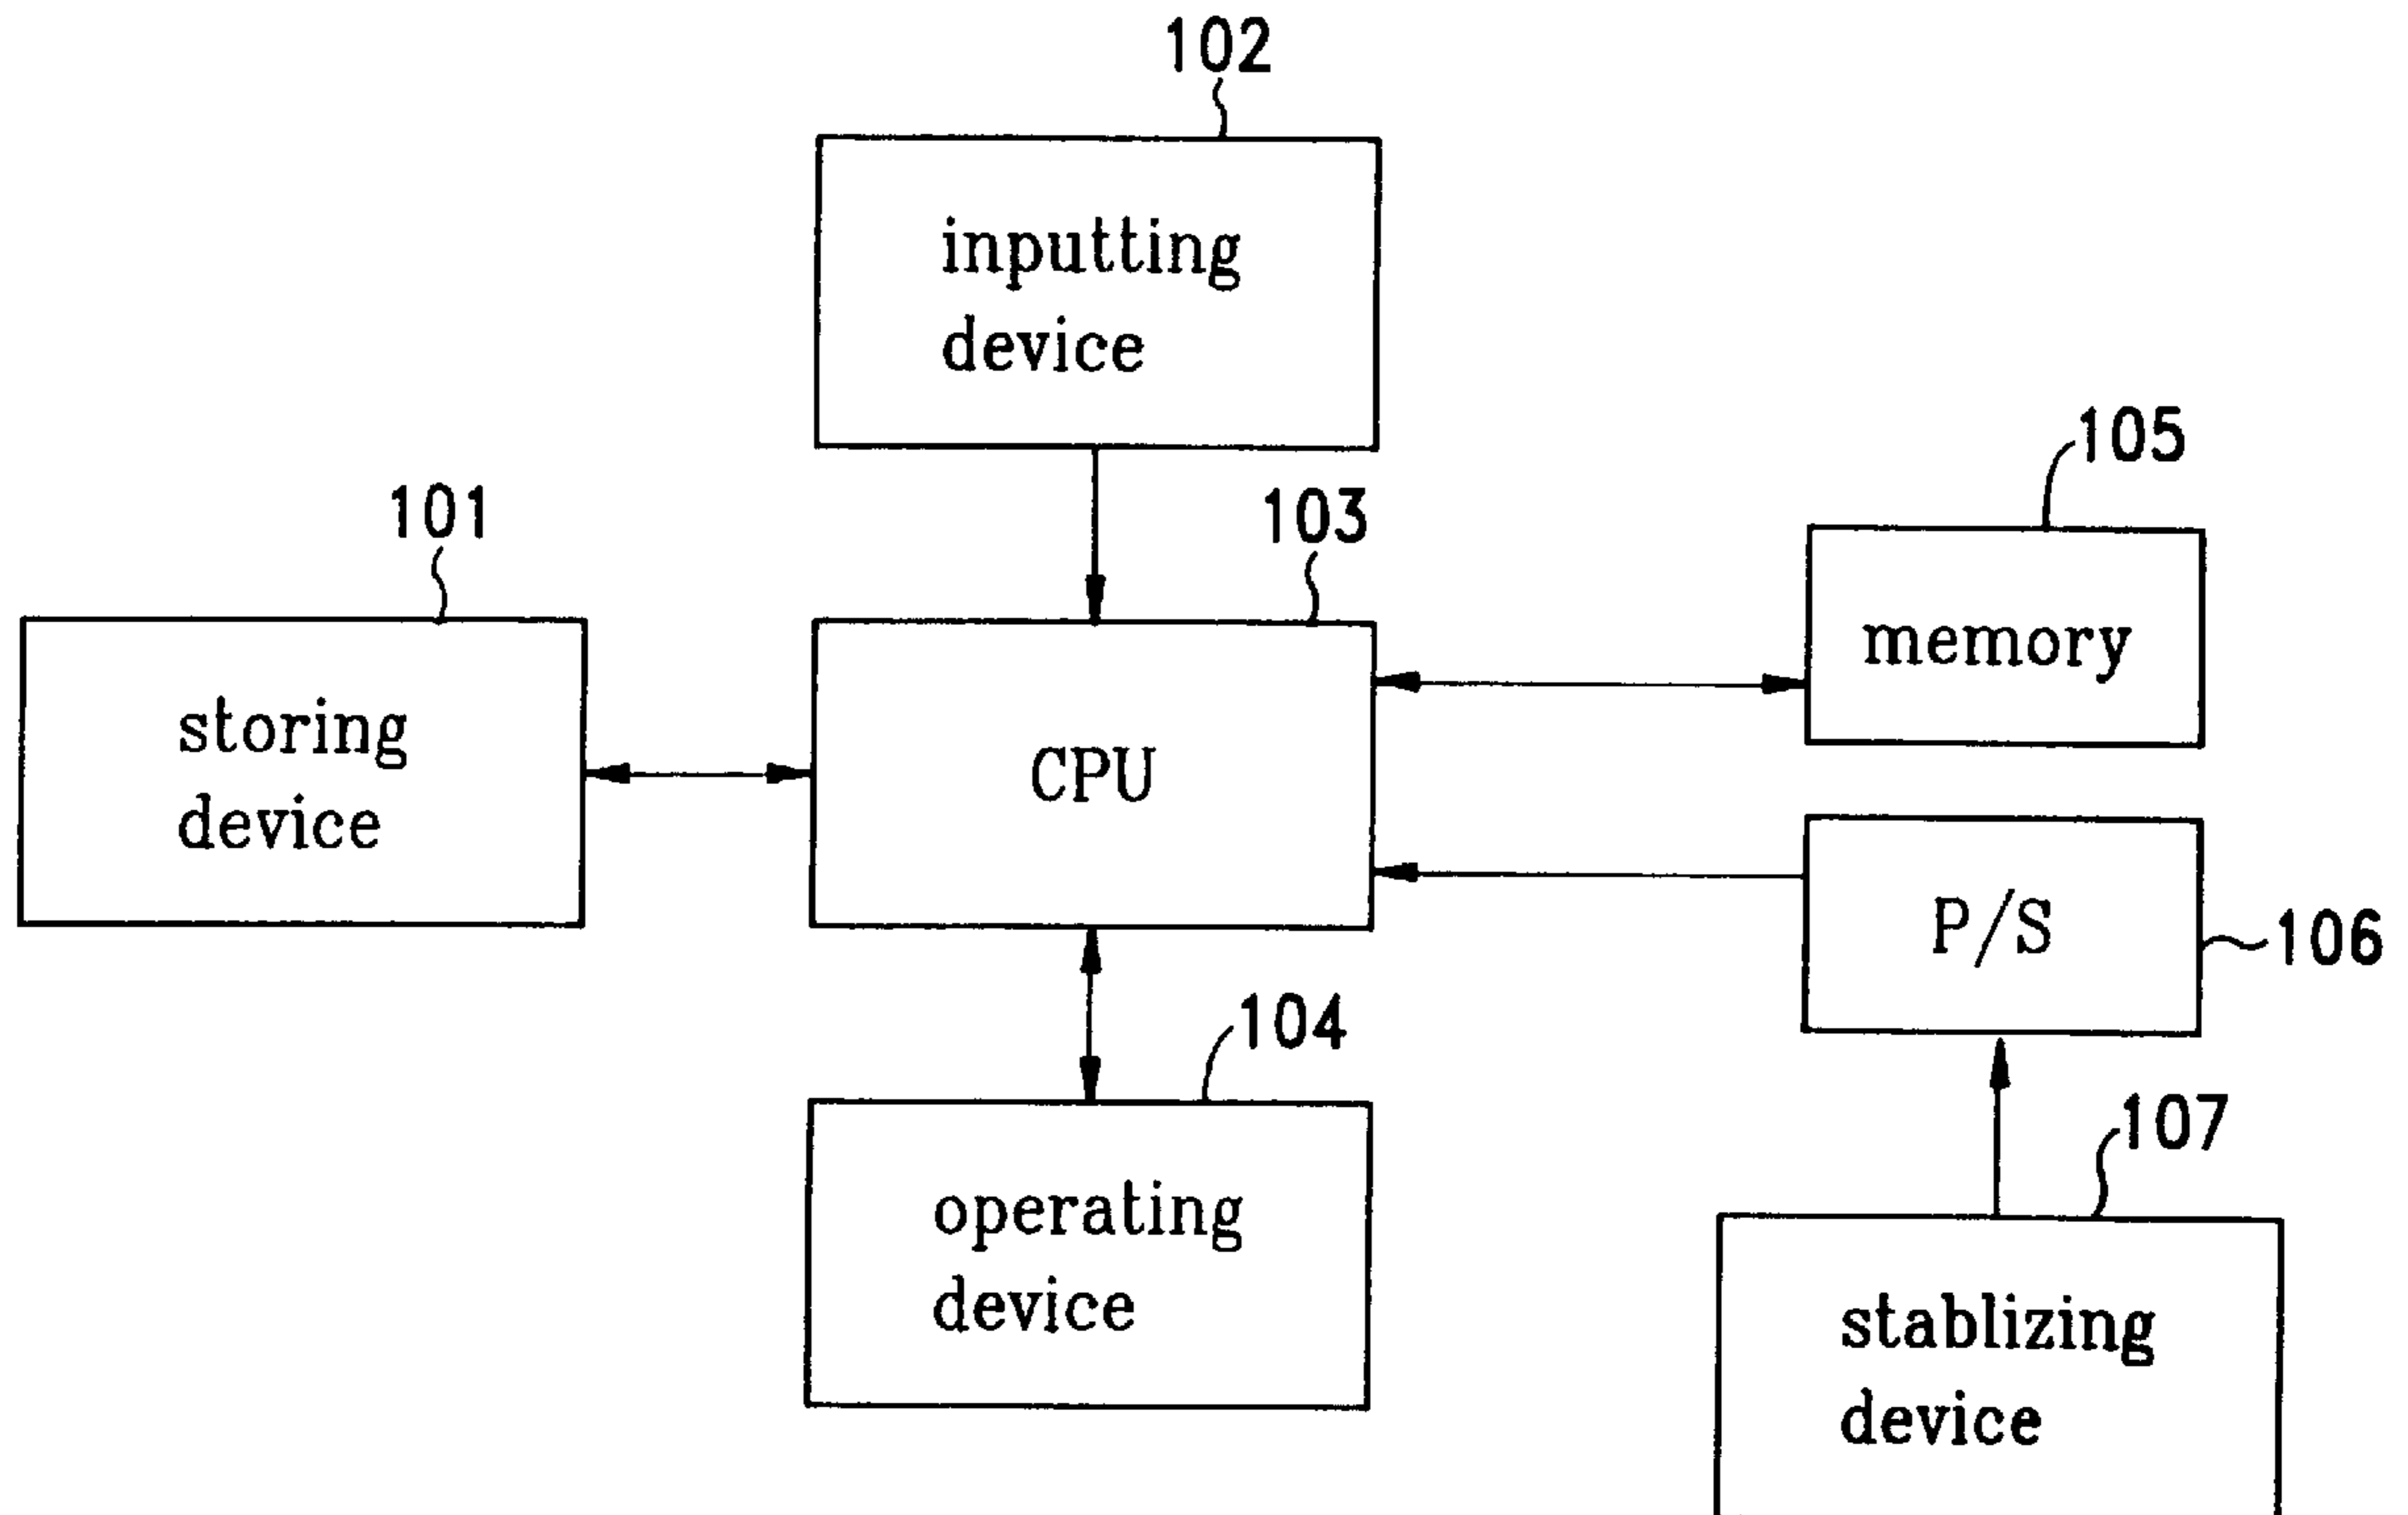 102
inputting
device
105
101
103
memory
storing
device
CPU
P/S
106
104
107
operating
device
stablizing
device